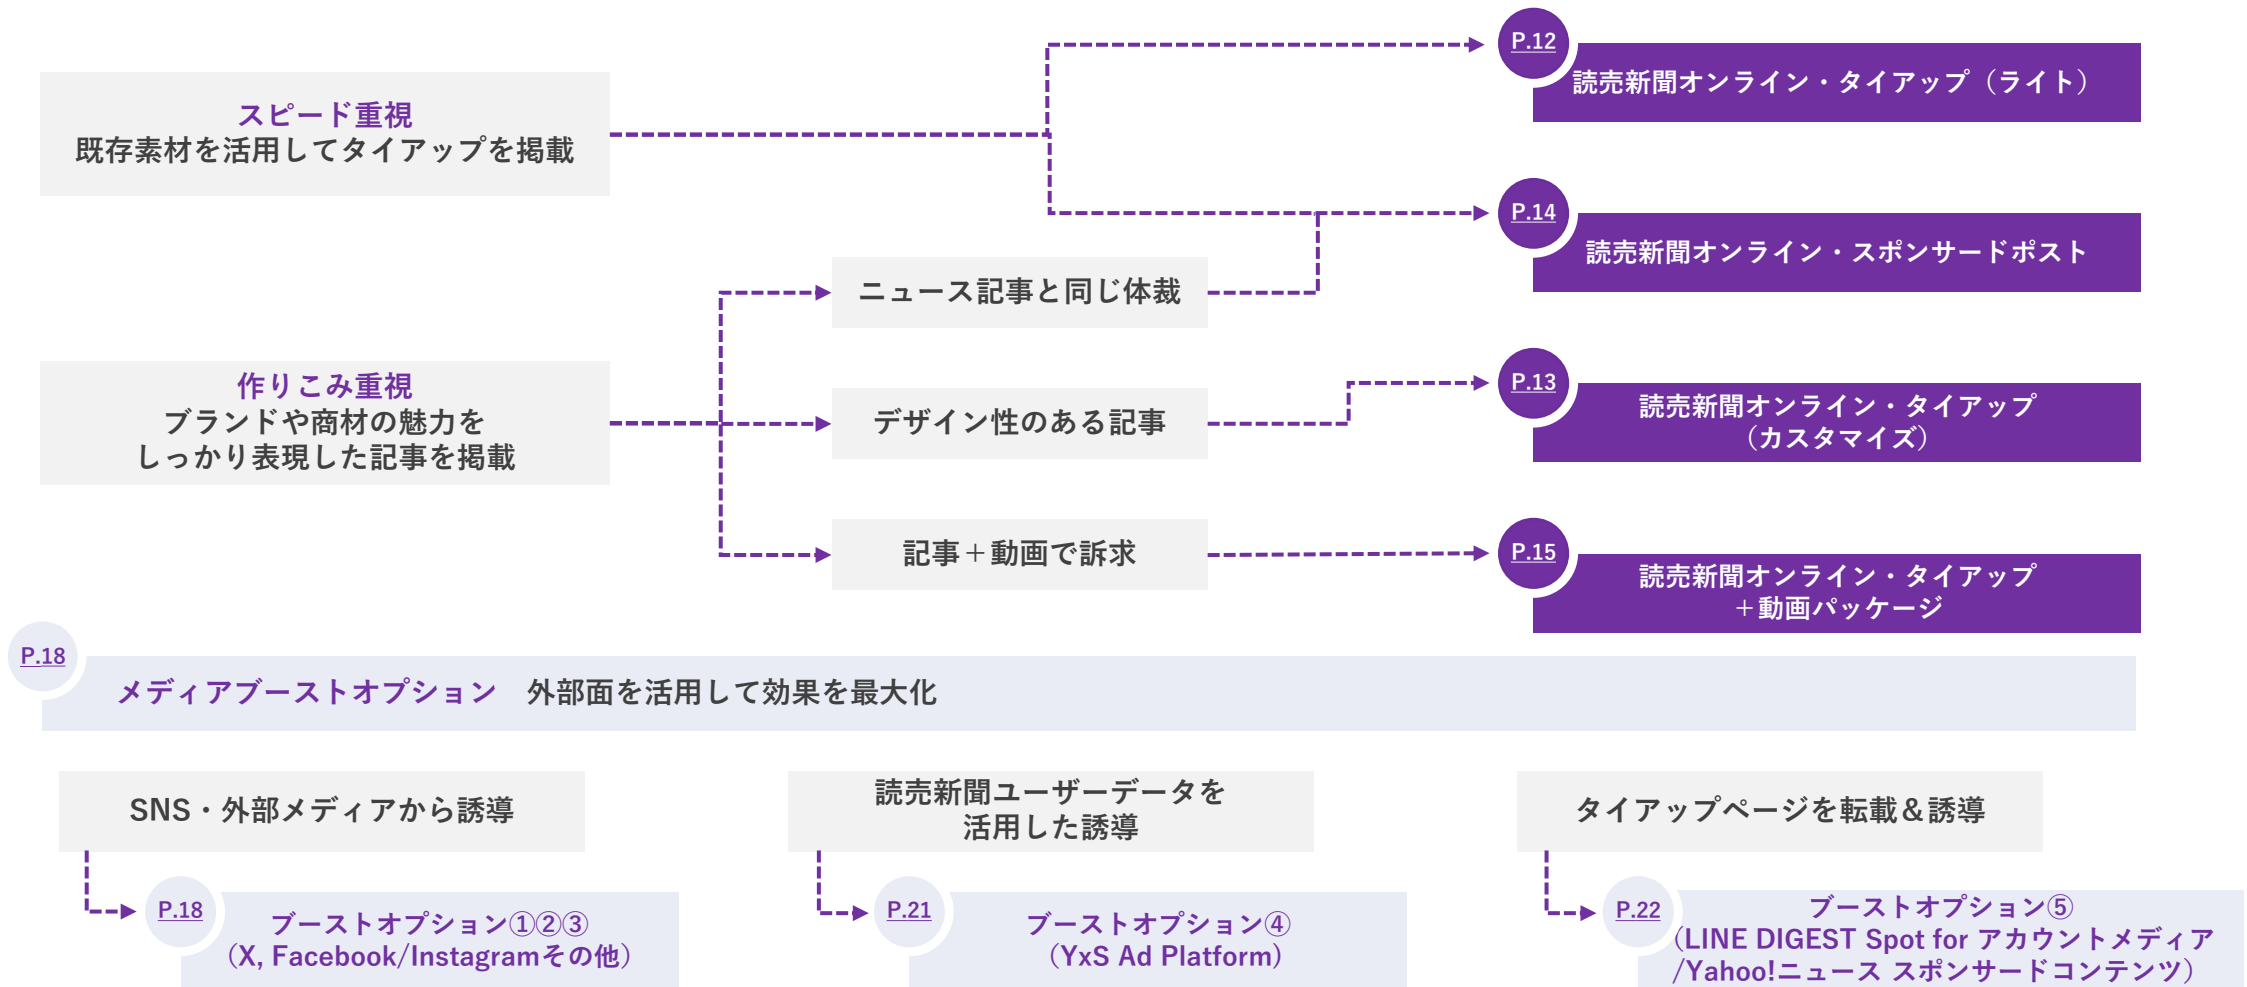 スピード重視
既存素材を活用してタイアップを掲載
P.12
読売新聞オンライン・タイアップ（ライト）
P.14
読売新聞オンライン・スポンサードポスト
ニュース記事と同じ体裁
作りこみ重視
ブランドや商材の魅力を
しっかり表現した記事を掲載
デザイン性のある記事
P.13
読売新聞オンライン・タイアップ
（カスタマイズ）
記事＋動画で訴求
P.15
読売新聞オンライン・タイアップ
＋動画パッケージ
P.18
メディアブーストオプション　外部面を活用して効果を最大化
SNS・外部メディアから誘導
P.18
ブーストオプション①②③
（X, Facebook/Instagramその他）
読売新聞ユーザーデータを
活用した誘導
P.21
ブーストオプション④
（YxS Ad Platform）
タイアップページを転載＆誘導
P.22
ブーストオプション⑤
（LINE DIGEST Spot for アカウントメディア
/Yahoo!ニュース スポンサードコンテンツ）